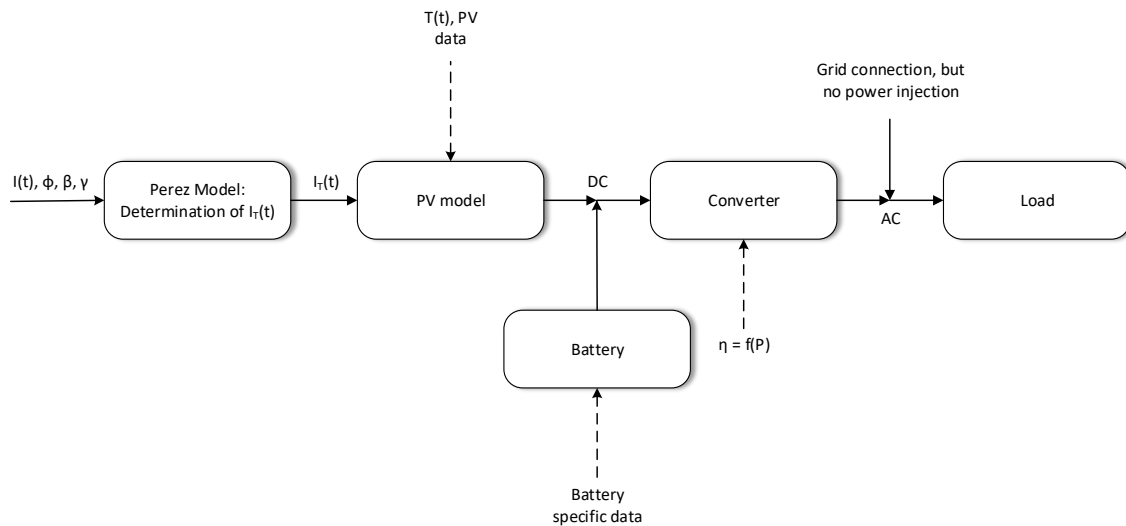 T(t), PV
data
Grid connection, but
no power injection
I(t), ϕ, β, γ
Perez Model:
Determination of I_T(t)
I_T(t)
PV model
DC
Converter
AC
Load
Battery
η = f(P)
Battery
specific data